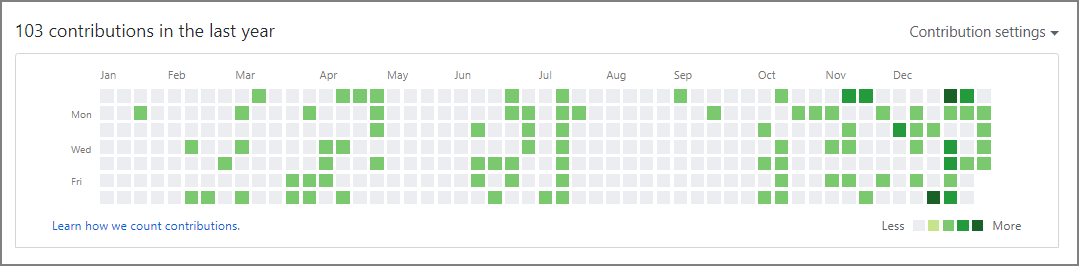 103 contributions in the last year
Contribution settings
Jan Feb Mar Apr May Jun Jul Aug Sep Oct Nov Dec
Mon
Wed
Fri
Learn how we count contributions.
Less More